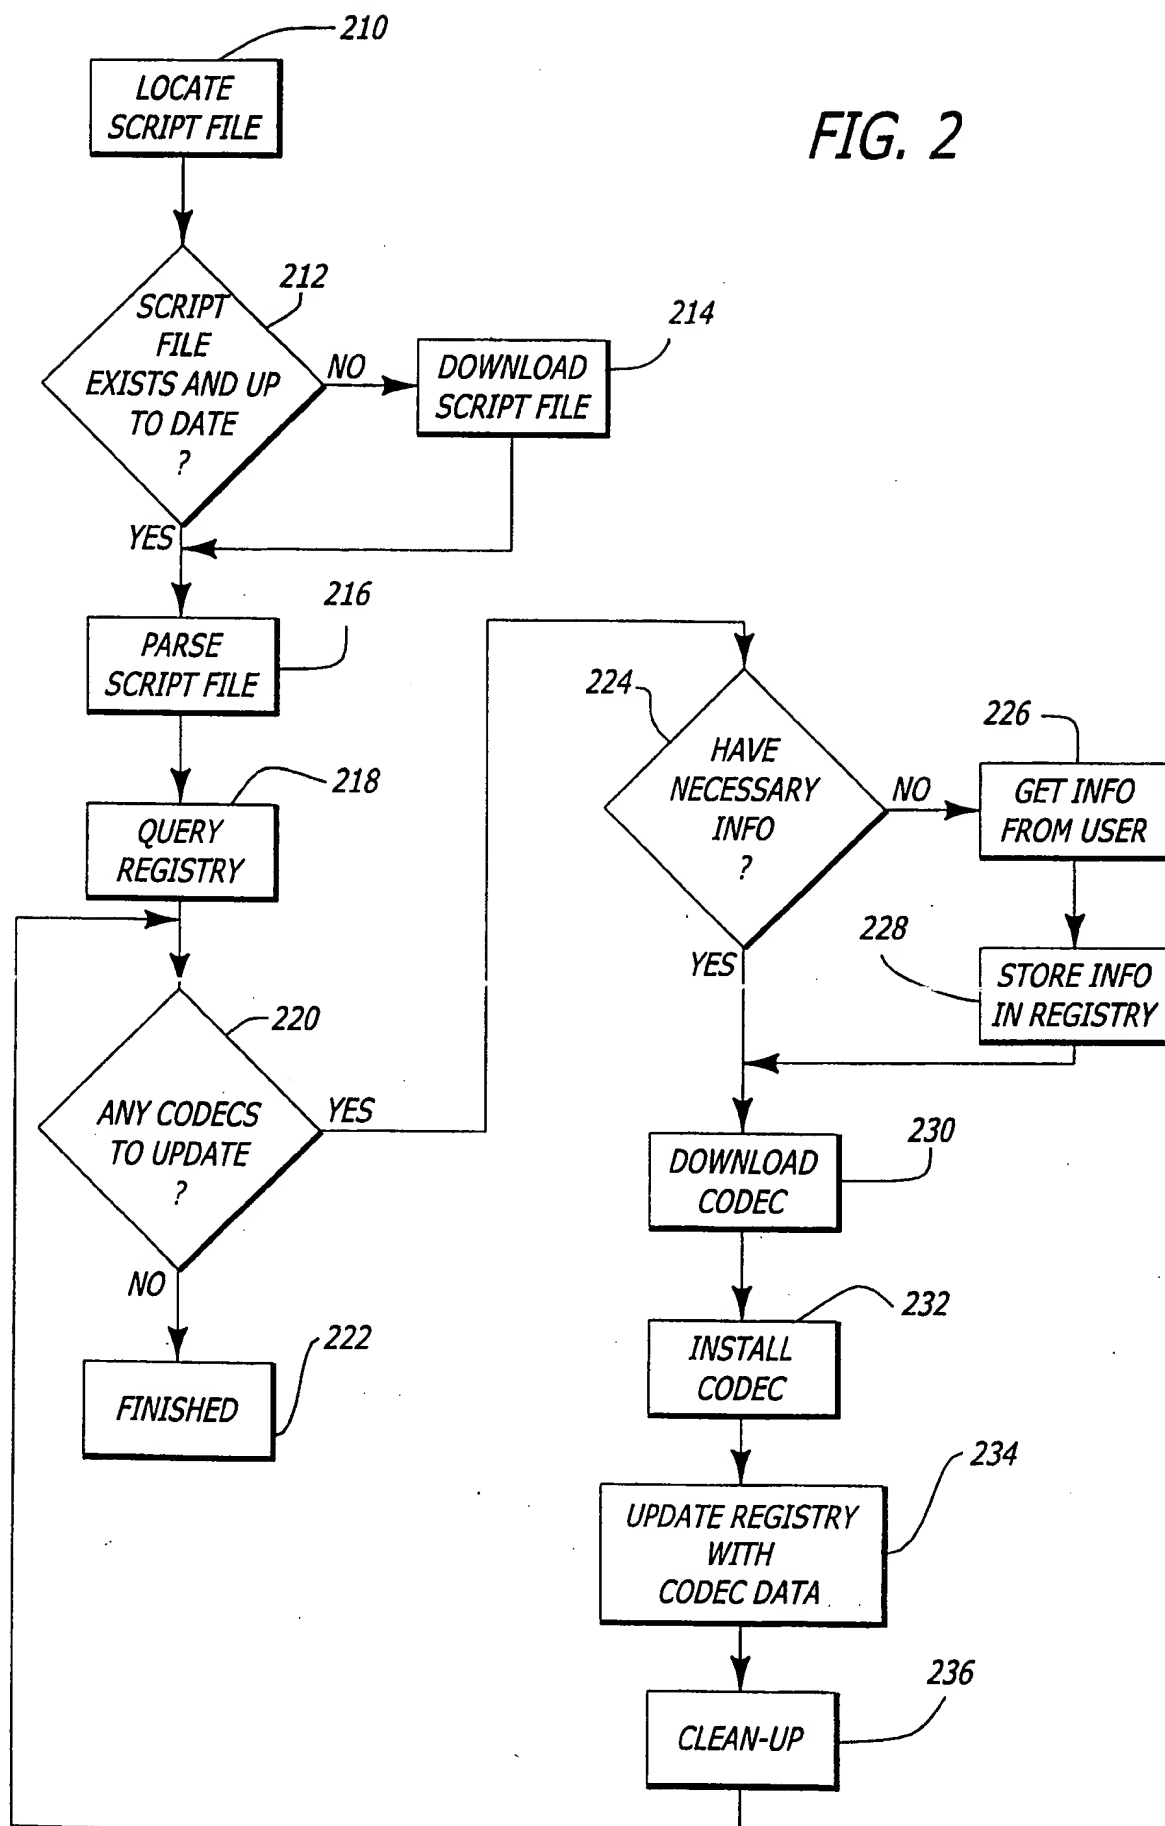 210
LOCATE
SCRIPT FILE
FIG. 2
212
SCRIPT
FILE
EXISTS AND UP
TO DATE
?
NO
214
DOWNLOAD
SCRIPT FILE
YES
216
PARSE
SCRIPT FILE
218
QUERY
REGISTRY
220
ANY CODECS
TO UPDATE
?
YES
NO
222
FINISHED
224
HAVE
NECESSARY
INFO
?
NO
226
GET INFO
FROM USER
228
STORE INFO
IN REGISTRY
YES
230
DOWNLOAD
CODEC
232
INSTALL
CODEC
234
UPDATE REGISTRY
WITH
CODEC DATA
236
CLEAN-UP